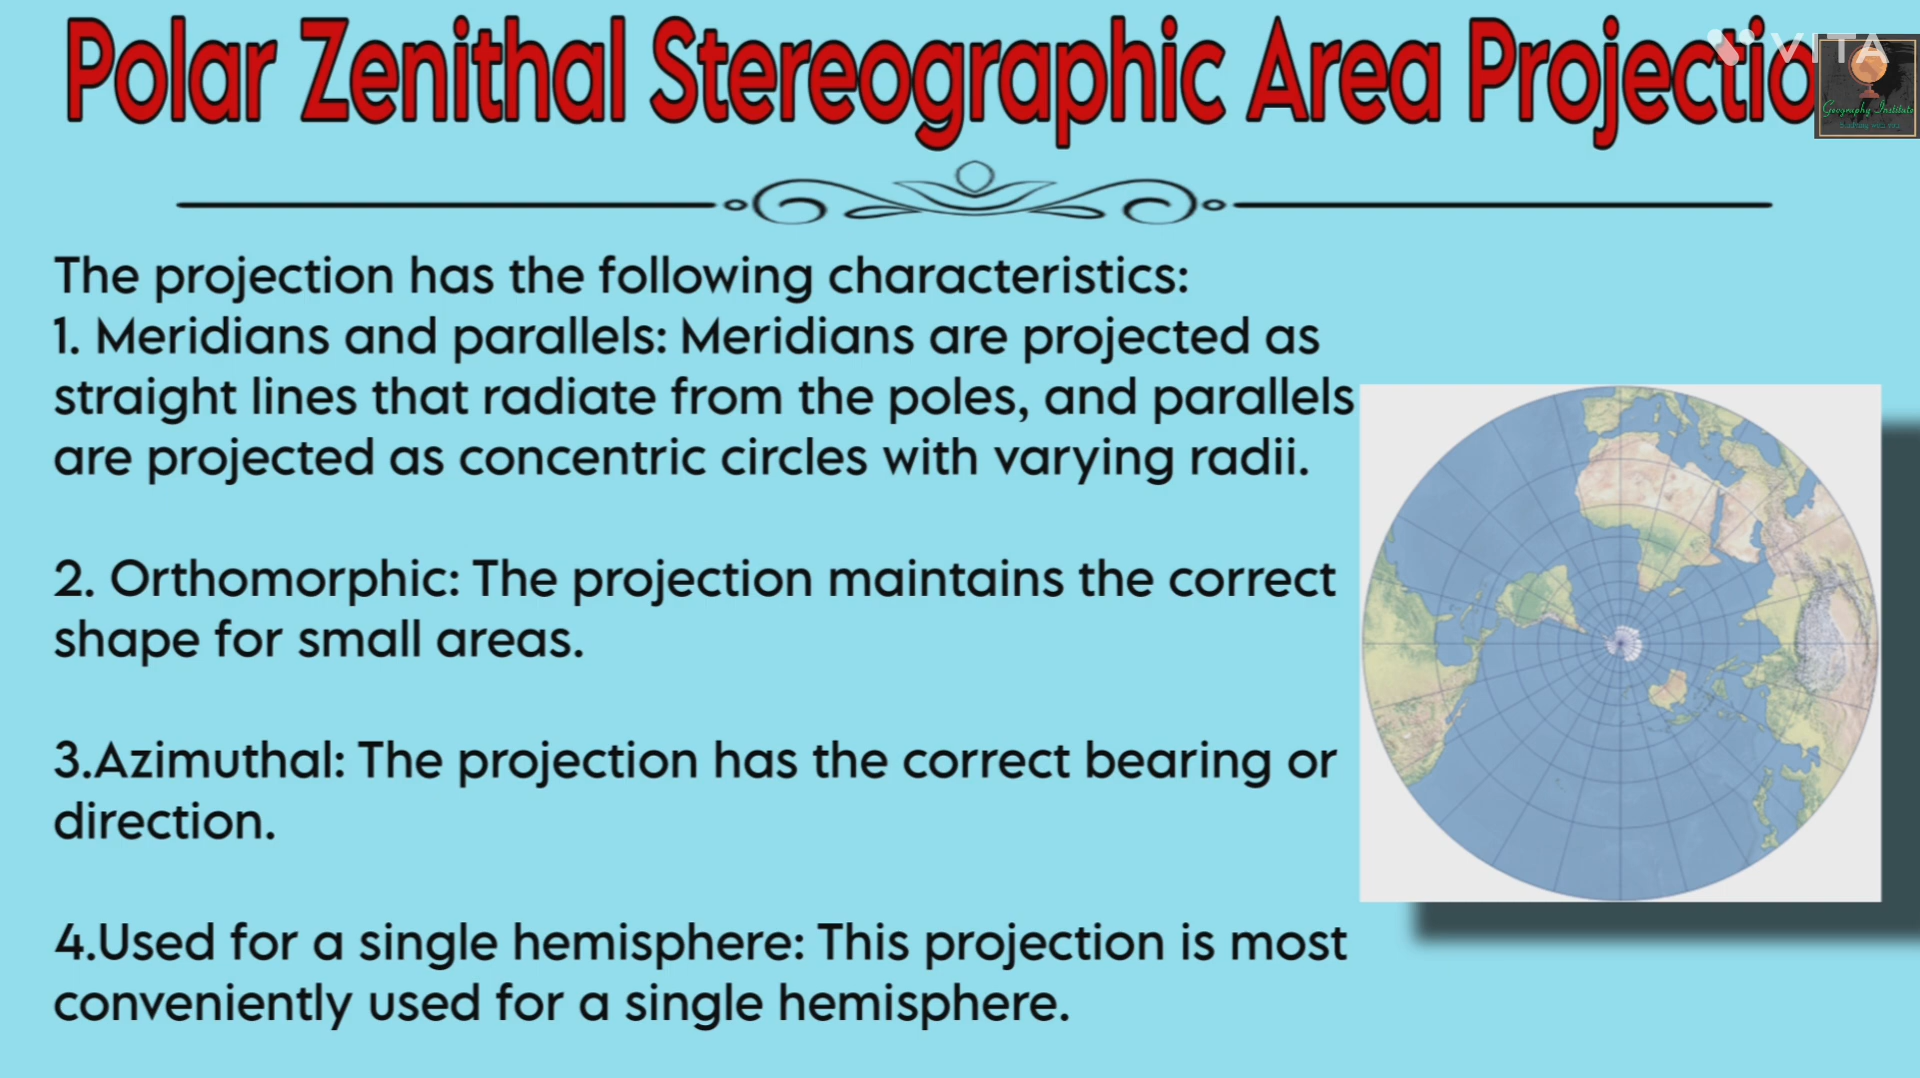 Polar Zenithal Stereographic Area Projectio
VITA
Geography Institute
The projection has the following characteristics:
1. Meridians and parallels: Meridians are projected as
straight lines that radiate from the poles, and parallels
are projected as concentric circles with varying radii.
2. Orthomorphic: The projection maintains the correct
shape for small areas.
3.Azimuthal: The projection has the correct bearing or
direction.
4.Used for a single hemisphere: This projection is most
conveniently used for a single hemisphere.